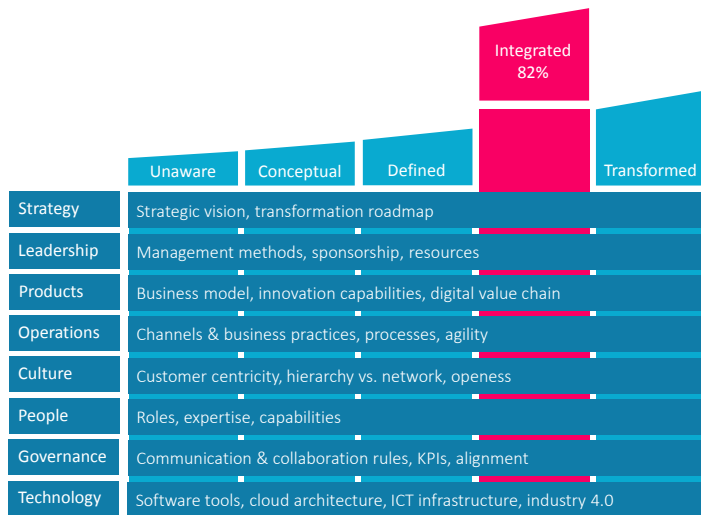 Integrated
82%
Unaware
Conceptual
Defined
Transformed
Strategy
Strategic vision, transformation roadmap
Leadership
Management methods, sponsorship, resources
Products
Business model, innovation capabilities, digital value chain
Operations
Channels & business practices, processes, agility
Culture
Customer centricity, hierarchy vs. network, openess
People
Roles, expertise, capabilities
Governance
Communication & collaboration rules, KPIs, alignment
Technology
Software tools, cloud architecture, ICT infrastructure, industry 4.0